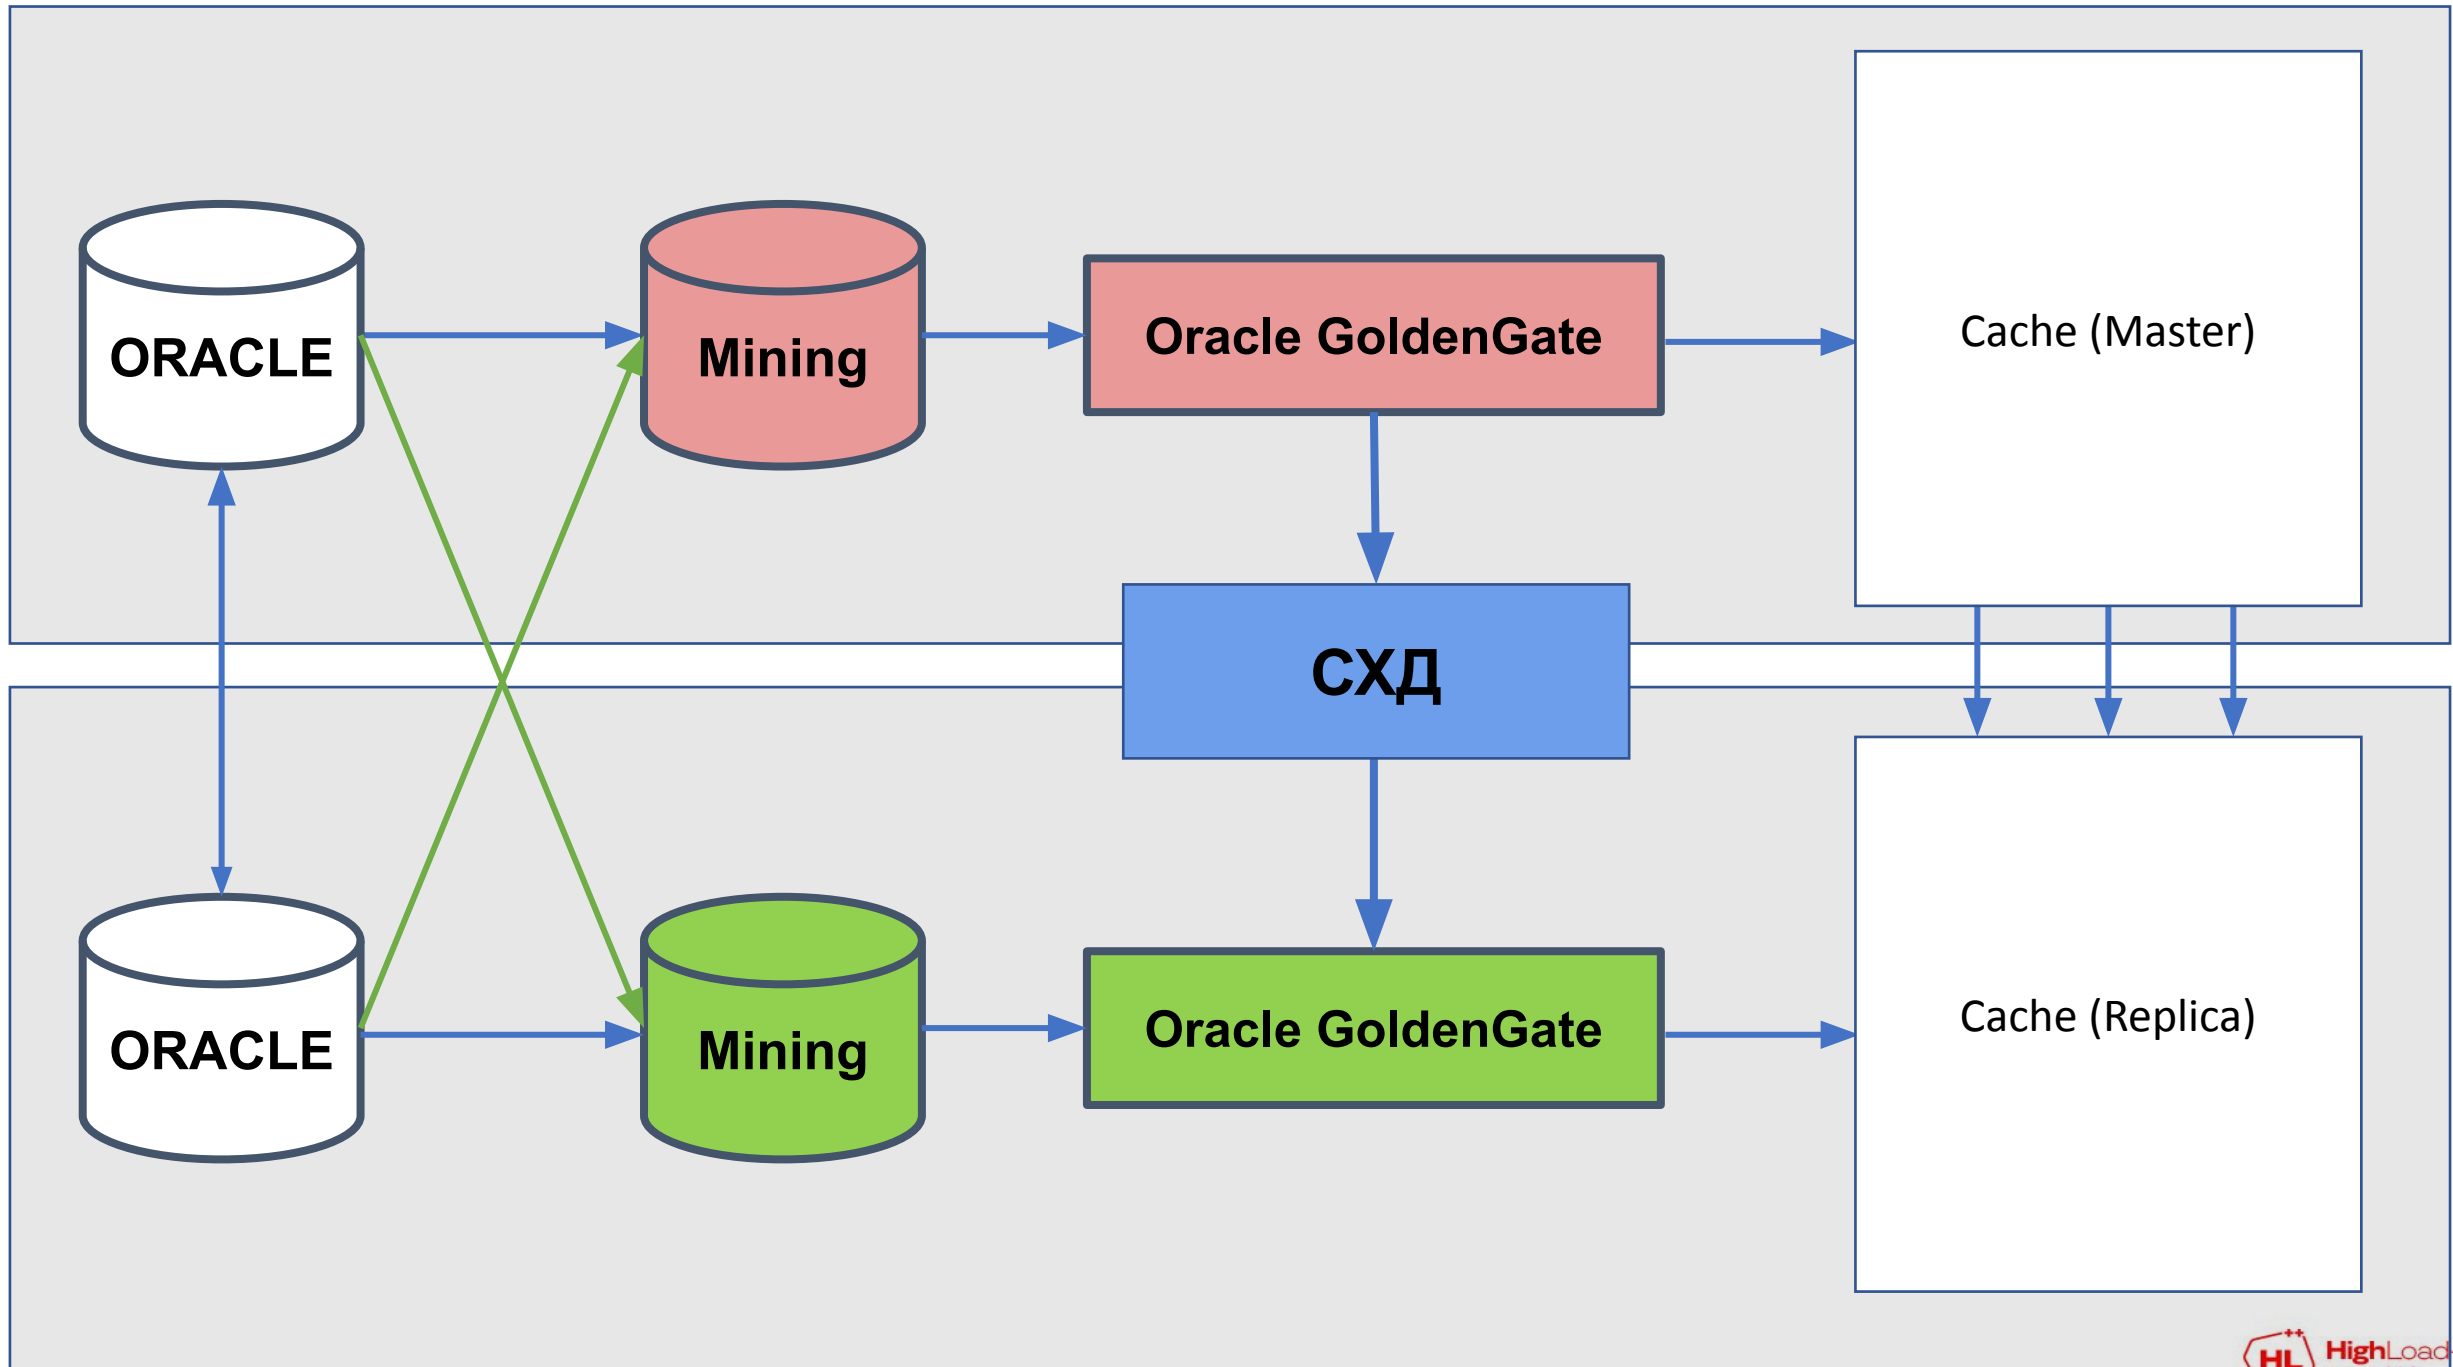 ORACLE
Mining
Oracle GoldenGate
Cache (Master)
СХД
ORACLE
Mining
Oracle GoldenGate
Cache (Replica)
++
HL
HighLoad